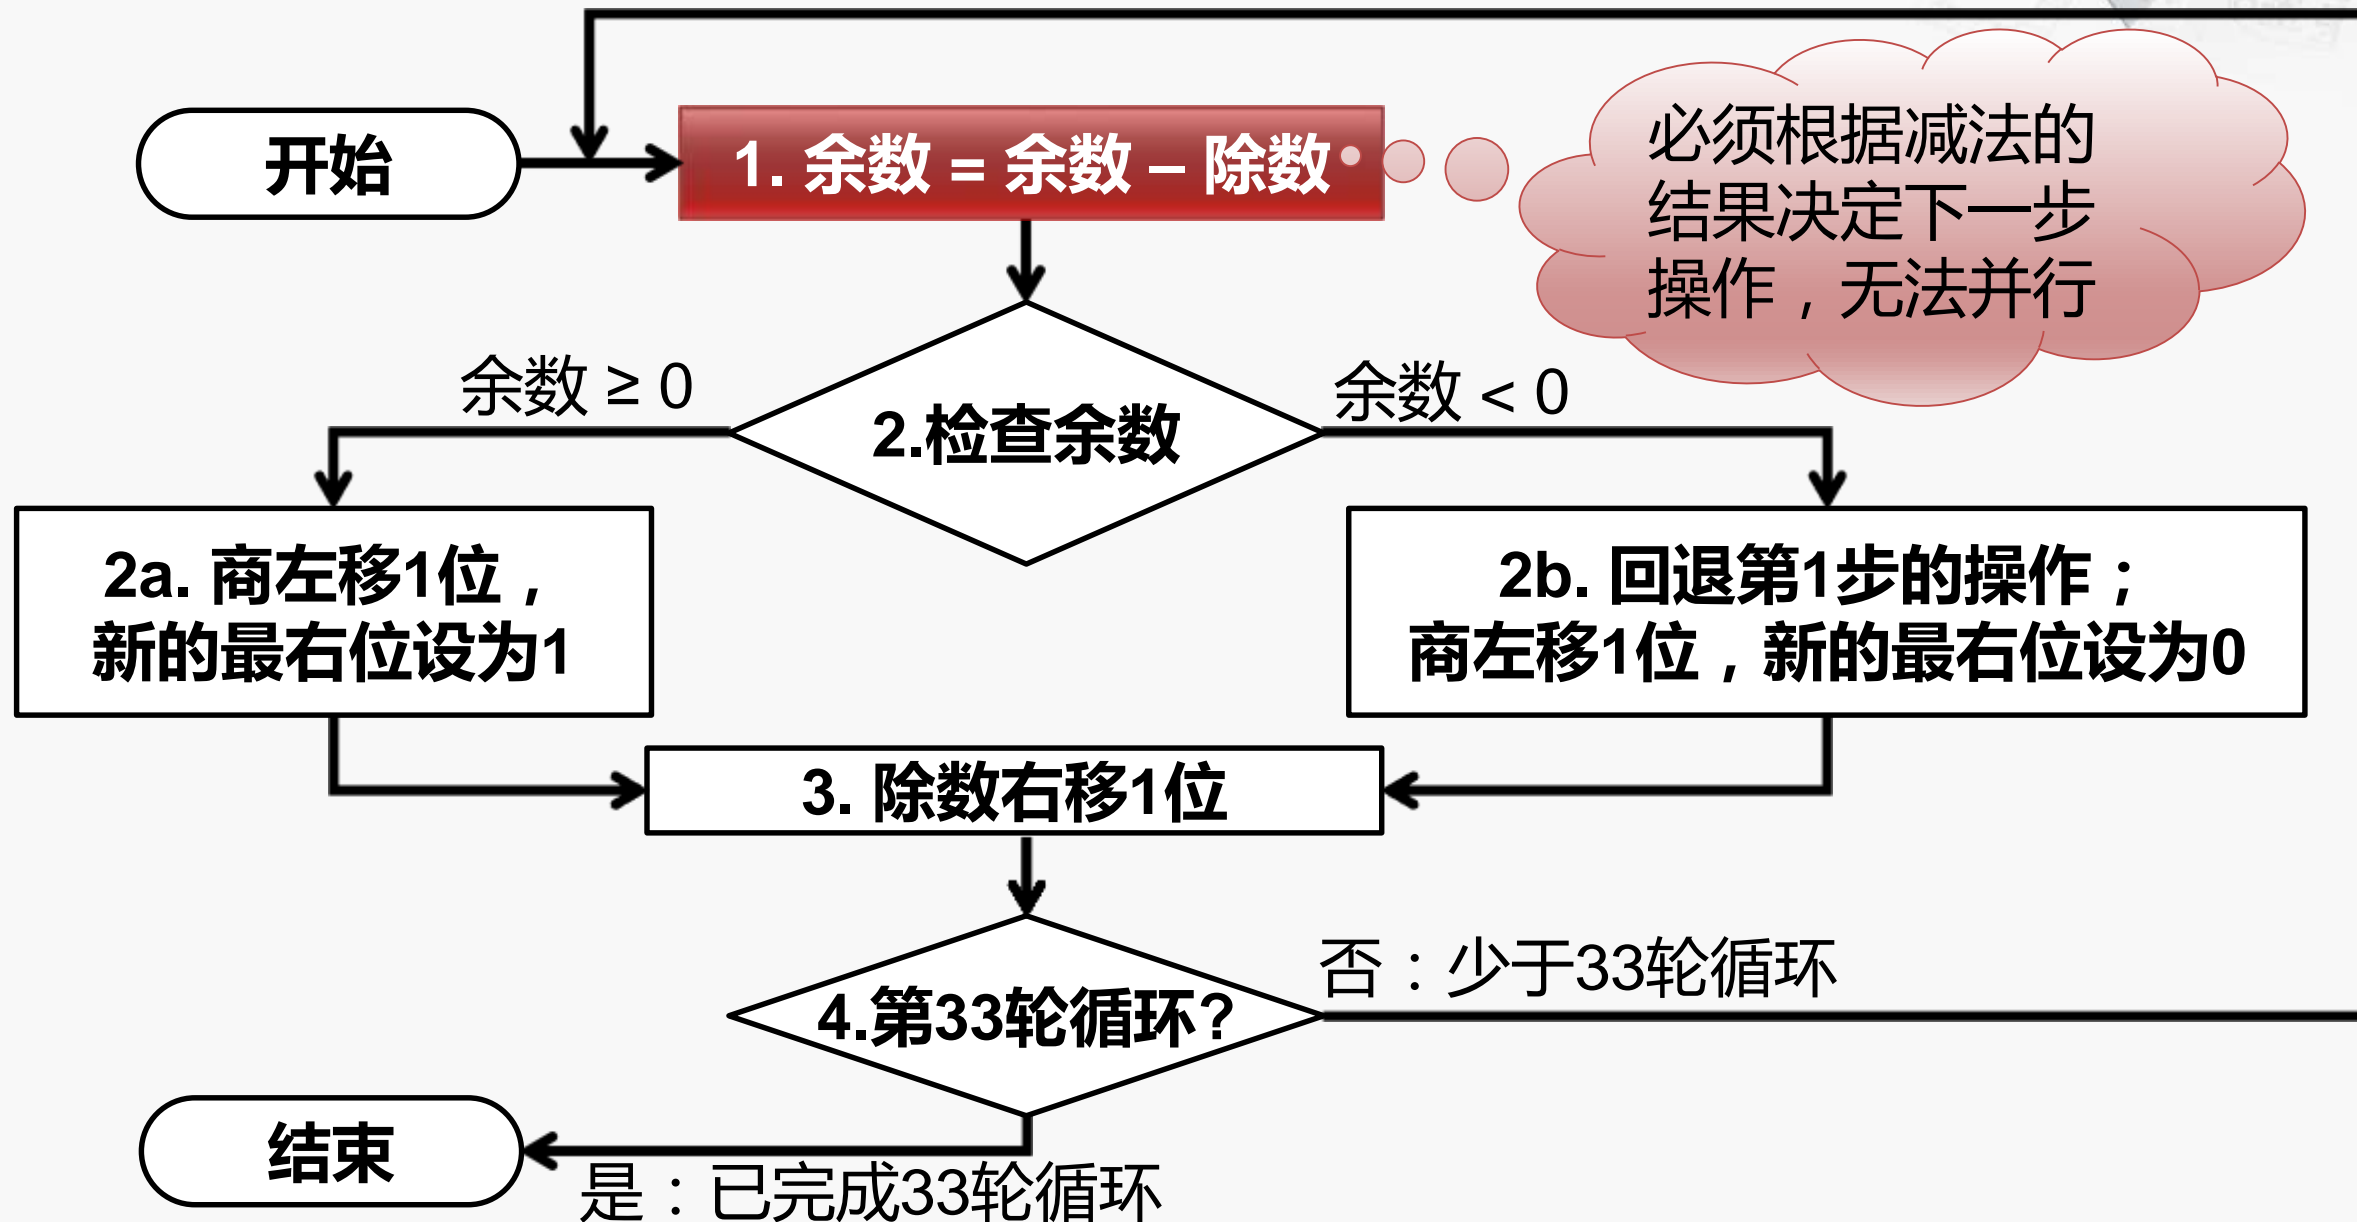 开始
1. 余数 = 余数 – 除数
必须根据减法的
结果决定下一步
操作，无法并行
余数 ≥ 0
余数 < 0
2.检查余数
2a. 商左移1位，
新的最右位设为1
2b. 回退第1步的操作；
商左移1位，新的最右位设为0
3. 除数右移1位
否：少于33轮循环
4.第33轮循环?
结束
是：已完成33轮循环